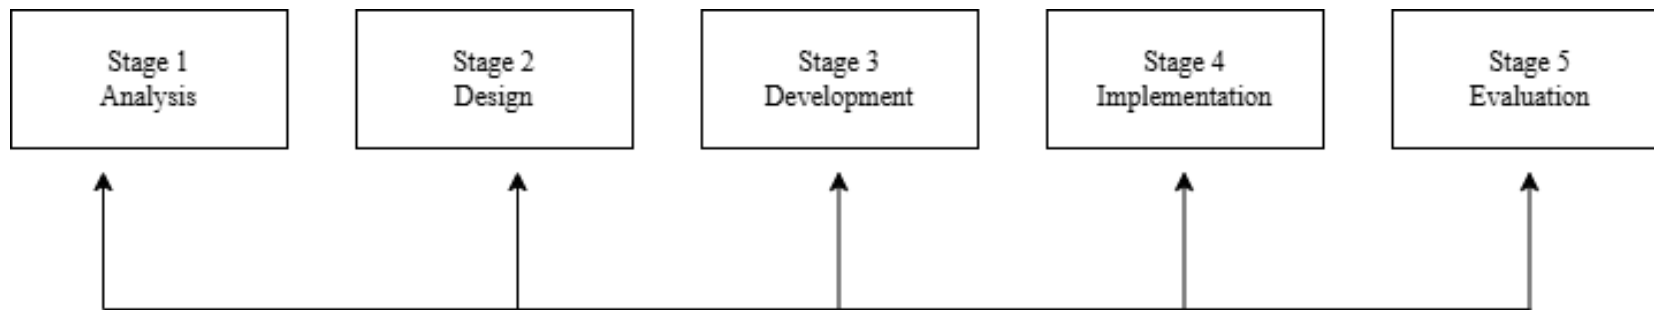 Stage 1
Analysis
Stage 2
Design
Stage 3
Development
Stage 4
Implementation
Stage 5
Evaluation